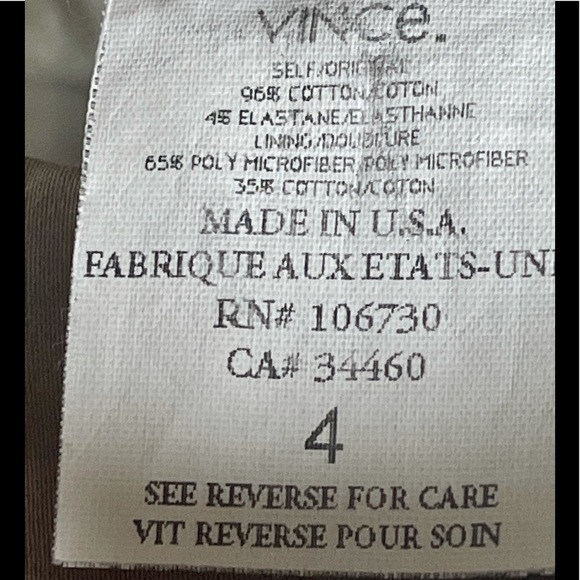 VINCe.
SELF/ORIGINAL
96% COTTON/COTON
4% ELASTANE/ELASTHANNE
LINING/DOUBLURE
65% POLY MICROFIBER/POLY MICROFIBER
35% COTTON/COTON
MADE IN U.S.A.
FABRIQUE AUX ETATS-UNI
RN# 106730
CA# 34460
4
SEE REVERSE FOR CARE
VIT REVERSE POUR SOIN